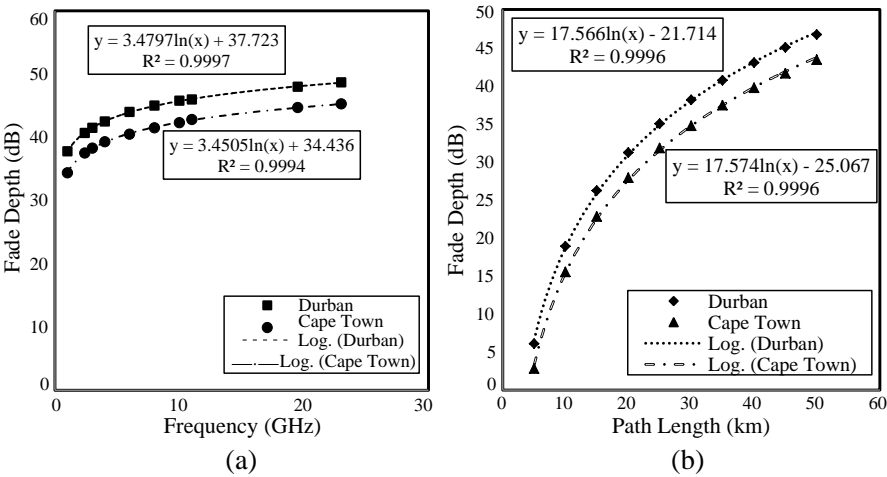 60
50
40
30
20
10
0
Fade Depth (dB)
y = 3.4797ln(x) + 37.723
R² = 0.9997
y = 3.4505ln(x) + 34.436
R² = 0.9994
Durban
Cape Town
Log. (Durban)
Log. (Cape Town)
0 10 20 30
Frequency (GHz)
(a)
50
45
40
35
30
25
20
15
10
5
0
Fade Depth (dB)
y = 17.566ln(x) - 21.714
R² = 0.9996
y = 17.574ln(x) - 25.067
R² = 0.9996
Durban
Cape Town
Log. (Durban)
Log. (Cape Town)
0 10 20 30 40 50 60
Path Length (km)
(b)